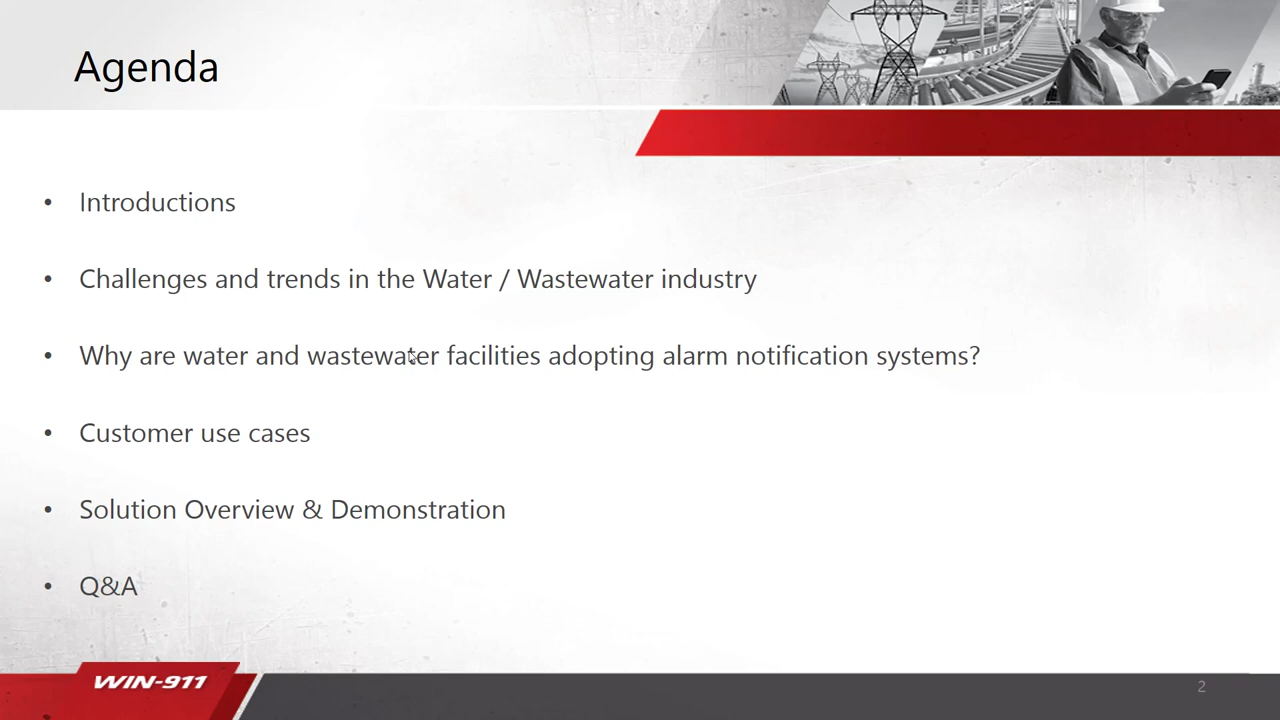 Agenda
• Introductions
• Challenges and trends in the Water / Wastewater industry
• Why are water and wastewater facilities adopting alarm notification systems?
• Customer use cases
• Solution Overview & Demonstration
• Q&A
WIN-911
2